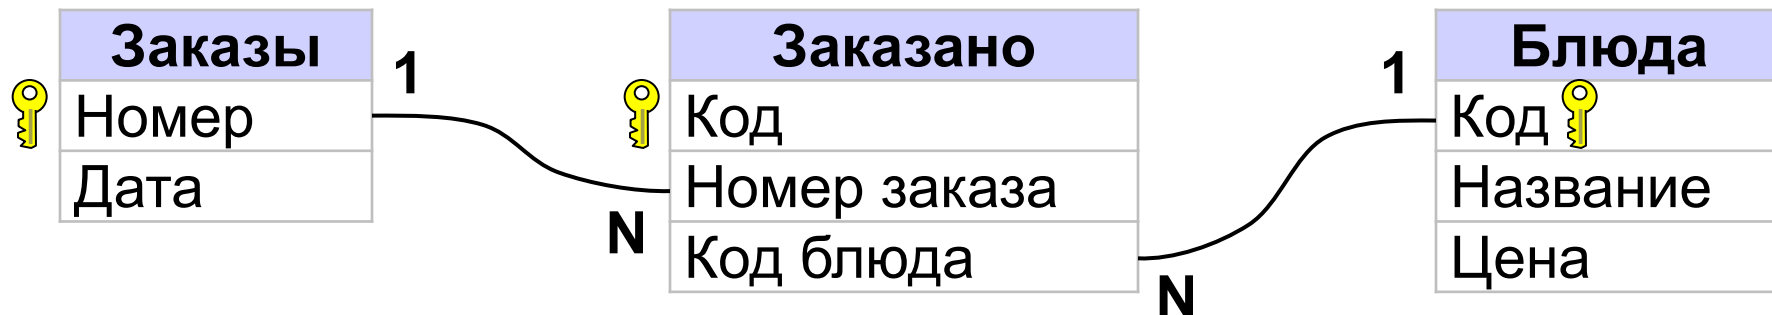 Заказы
Номер
Дата
1
N
Заказано
Код
Номер заказа
Код блюда
N
1
Блюда
Код
Название
Цена